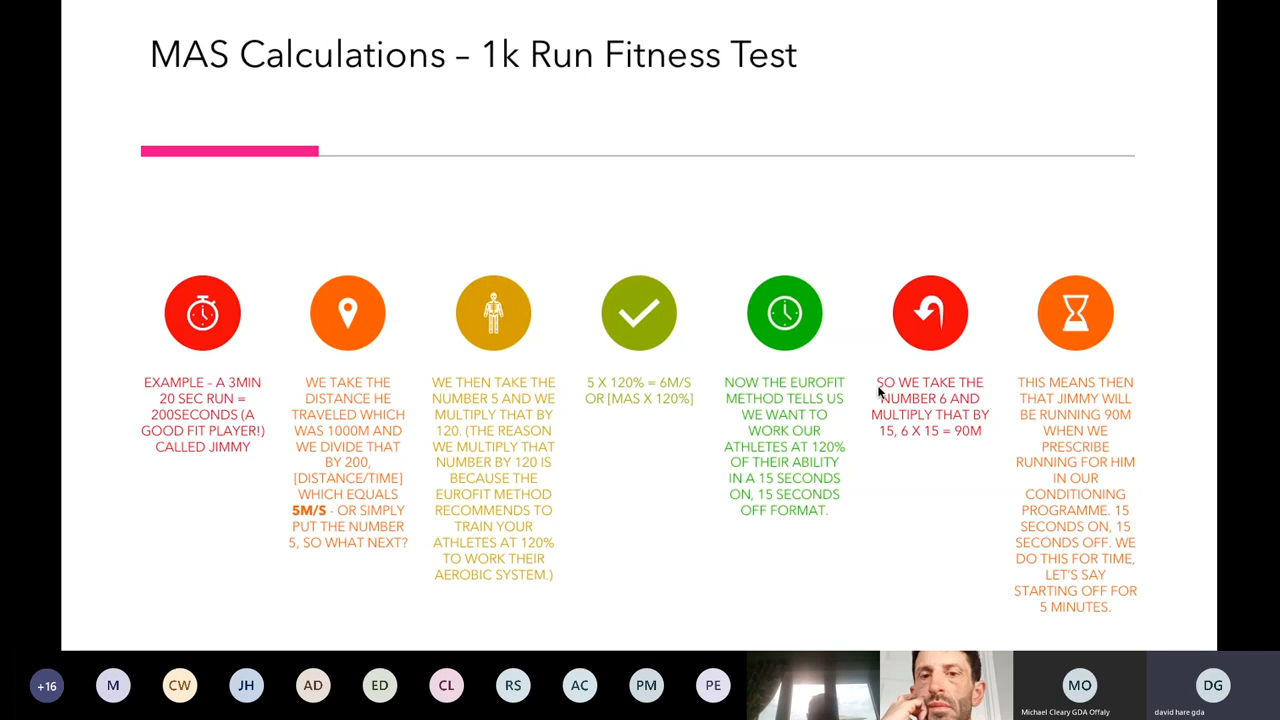 MAS Calculations – 1k Run Fitness Test
EXAMPLE – A 3MIN
20 SEC RUN =
200SECONDS (A
GOOD FIT PLAYER!)
CALLED JIMMY
WE TAKE THE
DISTANCE HE
TRAVELED WHICH
WAS 1000M AND
WE DIVIDE THAT
BY 200,
[DISTANCE/TIME]
WHICH EQUALS
5M/S - OR SIMPLY
PUT THE NUMBER
5, SO WHAT NEXT?
WE THEN TAKE THE
NUMBER 5 AND WE
MULTIPLY THAT BY
120. (THE REASON
WE MULTIPLY THAT
NUMBER BY 120 IS
BECAUSE THE
EUROFIT METHOD
RECOMMENDS TO
TRAIN YOUR
ATHLETES AT 120%
TO WORK THEIR
AEROBIC SYSTEM.)
5 X 120% = 6M/S
OR [MAS X 120%]
NOW THE EUROFIT
METHOD TELLS US
WE WANT TO
WORK OUR
ATHLETES AT 120%
OF THEIR ABILITY
IN A 15 SECONDS
ON, 15 SECONDS
OFF FORMAT.
SO WE TAKE THE
NUMBER 6 AND
MULTIPLY THAT BY
15, 6 X 15 = 90M
THIS MEANS THEN
THAT JIMMY WILL
BE RUNNING 90M
WHEN WE
PRESCRIBE
RUNNING FOR HIM
IN OUR
CONDITIONING
PROGRAMME. 15
SECONDS ON, 15
SECONDS OFF. WE
DO THIS FOR TIME,
LET'S SAY
STARTING OFF FOR
5 MINUTES.
+16
M
CW
JH
AD
ED
CL
RS
AC
PM
PE
MO
Michael Cleary GDA Offaly
DG
david hare gda